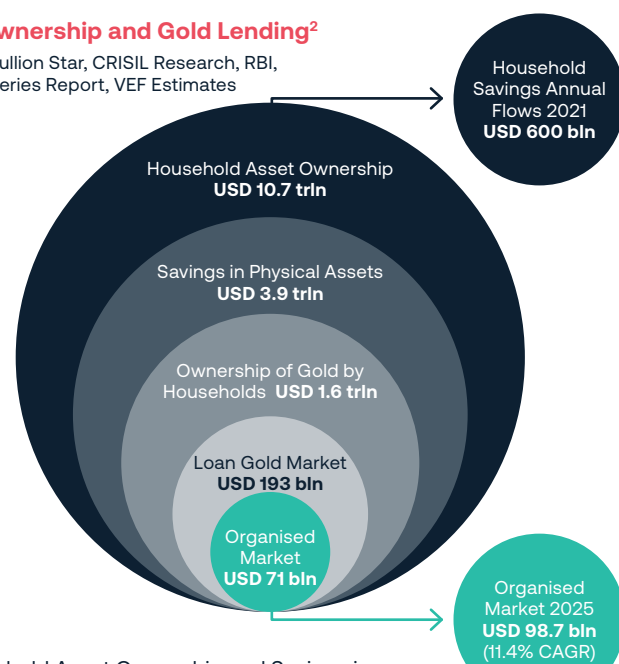 wnership and Gold Lending²
ullion Star, CRISIL Research, RBI,
eries Report, VEF Estimates
Household
Savings Annual
Flows 2021
USD 600 bln
Household Asset Ownership
USD 10.7 trln
Savings in Physical Assets
USD 3.9 trln
Ownership of Gold by
Households USD 1.6 trln
Loan Gold Market
USD 193 bln
Organised
Market
USD 71 bln
Organised
Market 2025
USD 98.7 bln
(11.4% CAGR)